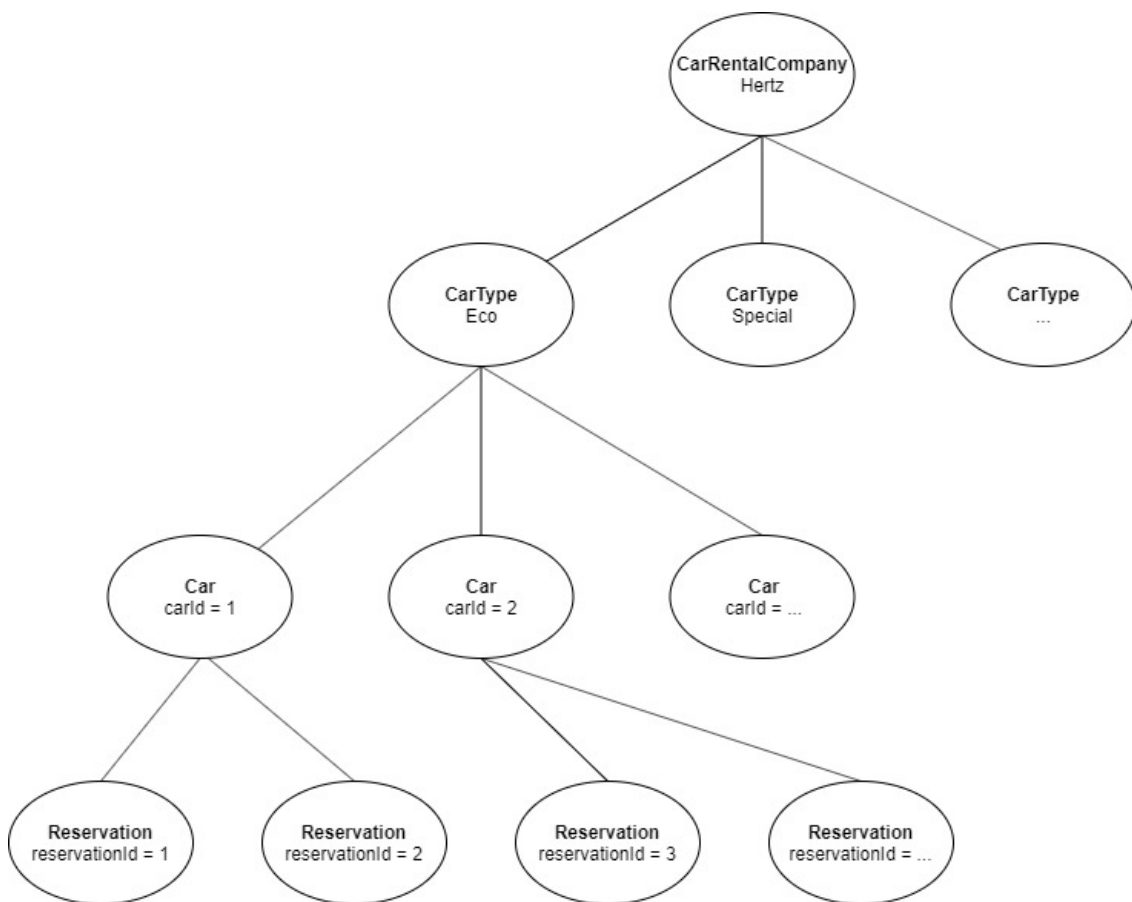 CarRentalCompany
Hertz
CarType
Eco
CarType
Special
CarType
...
Car
carId = 1
Car
carId = 2
Car
carId = ...
Reservation
reservationId = 1
Reservation
reservationId = 2
Reservation
reservationId = 3
Reservation
reservationId = ...